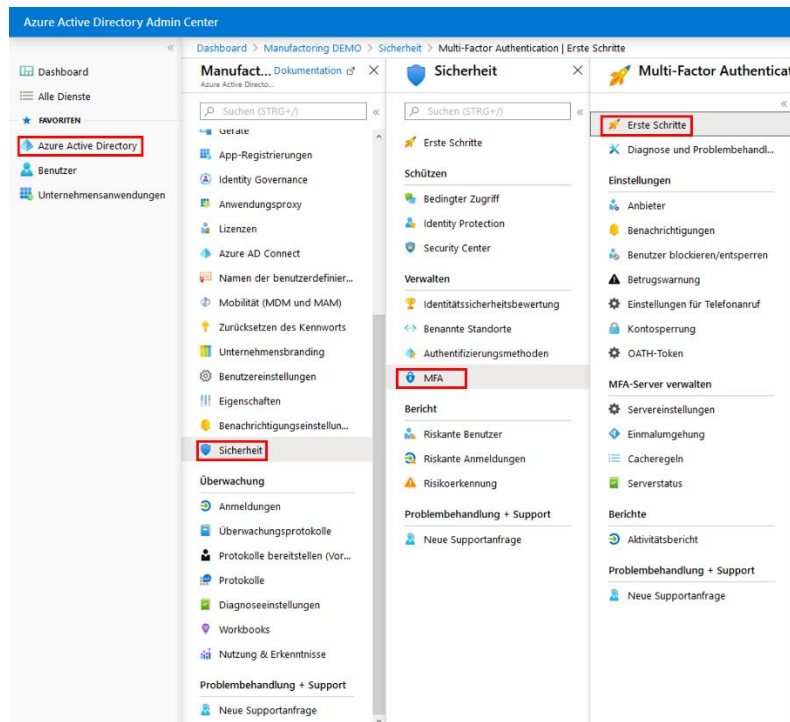 Azure Active Directory Admin Center
Dashboard > Manufactoring DEMO > Sicherheit > Multi-Factor Authentication | Erste Schritte
Dashboard
Alle Dienste
FAVORITEN
Azure Active Directory
Benutzer
Unternehmensanwendungen
Manufact... Dokumentation
Azure Active Directo...
Suchen (STRG+/)
Geräte
App-Registrierungen
Identity Governance
Anwendungsproxy
Lizenzen
Azure AD Connect
Namen der benutzerdefinier...
Mobilität (MDM und MAM)
Zurücksetzen des Kennworts
Unternehmensbranding
Benutzereinstellungen
Eigenschaften
Benachrichtigungseinstellun...
Sicherheit
Überwachung
Anmeldungen
Überwachungsprotokolle
Protokolle bereitstellen (Vor...
Protokolle
Diagnoseeinstellungen
Workbooks
Nutzung & Erkenntnisse
Problembehandlung + Support
Neue Supportanfrage
Sicherheit
Suchen (STRG+/)
Erste Schritte
Schützen
Bedingter Zugriff
Identity Protection
Security Center
Verwalten
Identitätssicherheitsbewertung
Benannte Standorte
Authentifizierungsmethoden
MFA
Bericht
Riskante Benutzer
Riskante Anmeldungen
Risikoerkennung
Problembehandlung + Support
Neue Supportanfrage
Multi-Factor Authenticat
Erste Schritte
Diagnose und Problembehandl...
Einstellungen
Anbieter
Benachrichtigungen
Benutzer blockieren/entsperren
Betrugswarnung
Einstellungen für Telefonanruf
Kontosperrung
OATH-Token
MFA-Server verwalten
Servereinstellungen
Einmalumgehung
Cacheregeln
Serverstatus
Berichte
Aktivitätsbericht
Problembehandlung + Support
Neue Supportanfrage